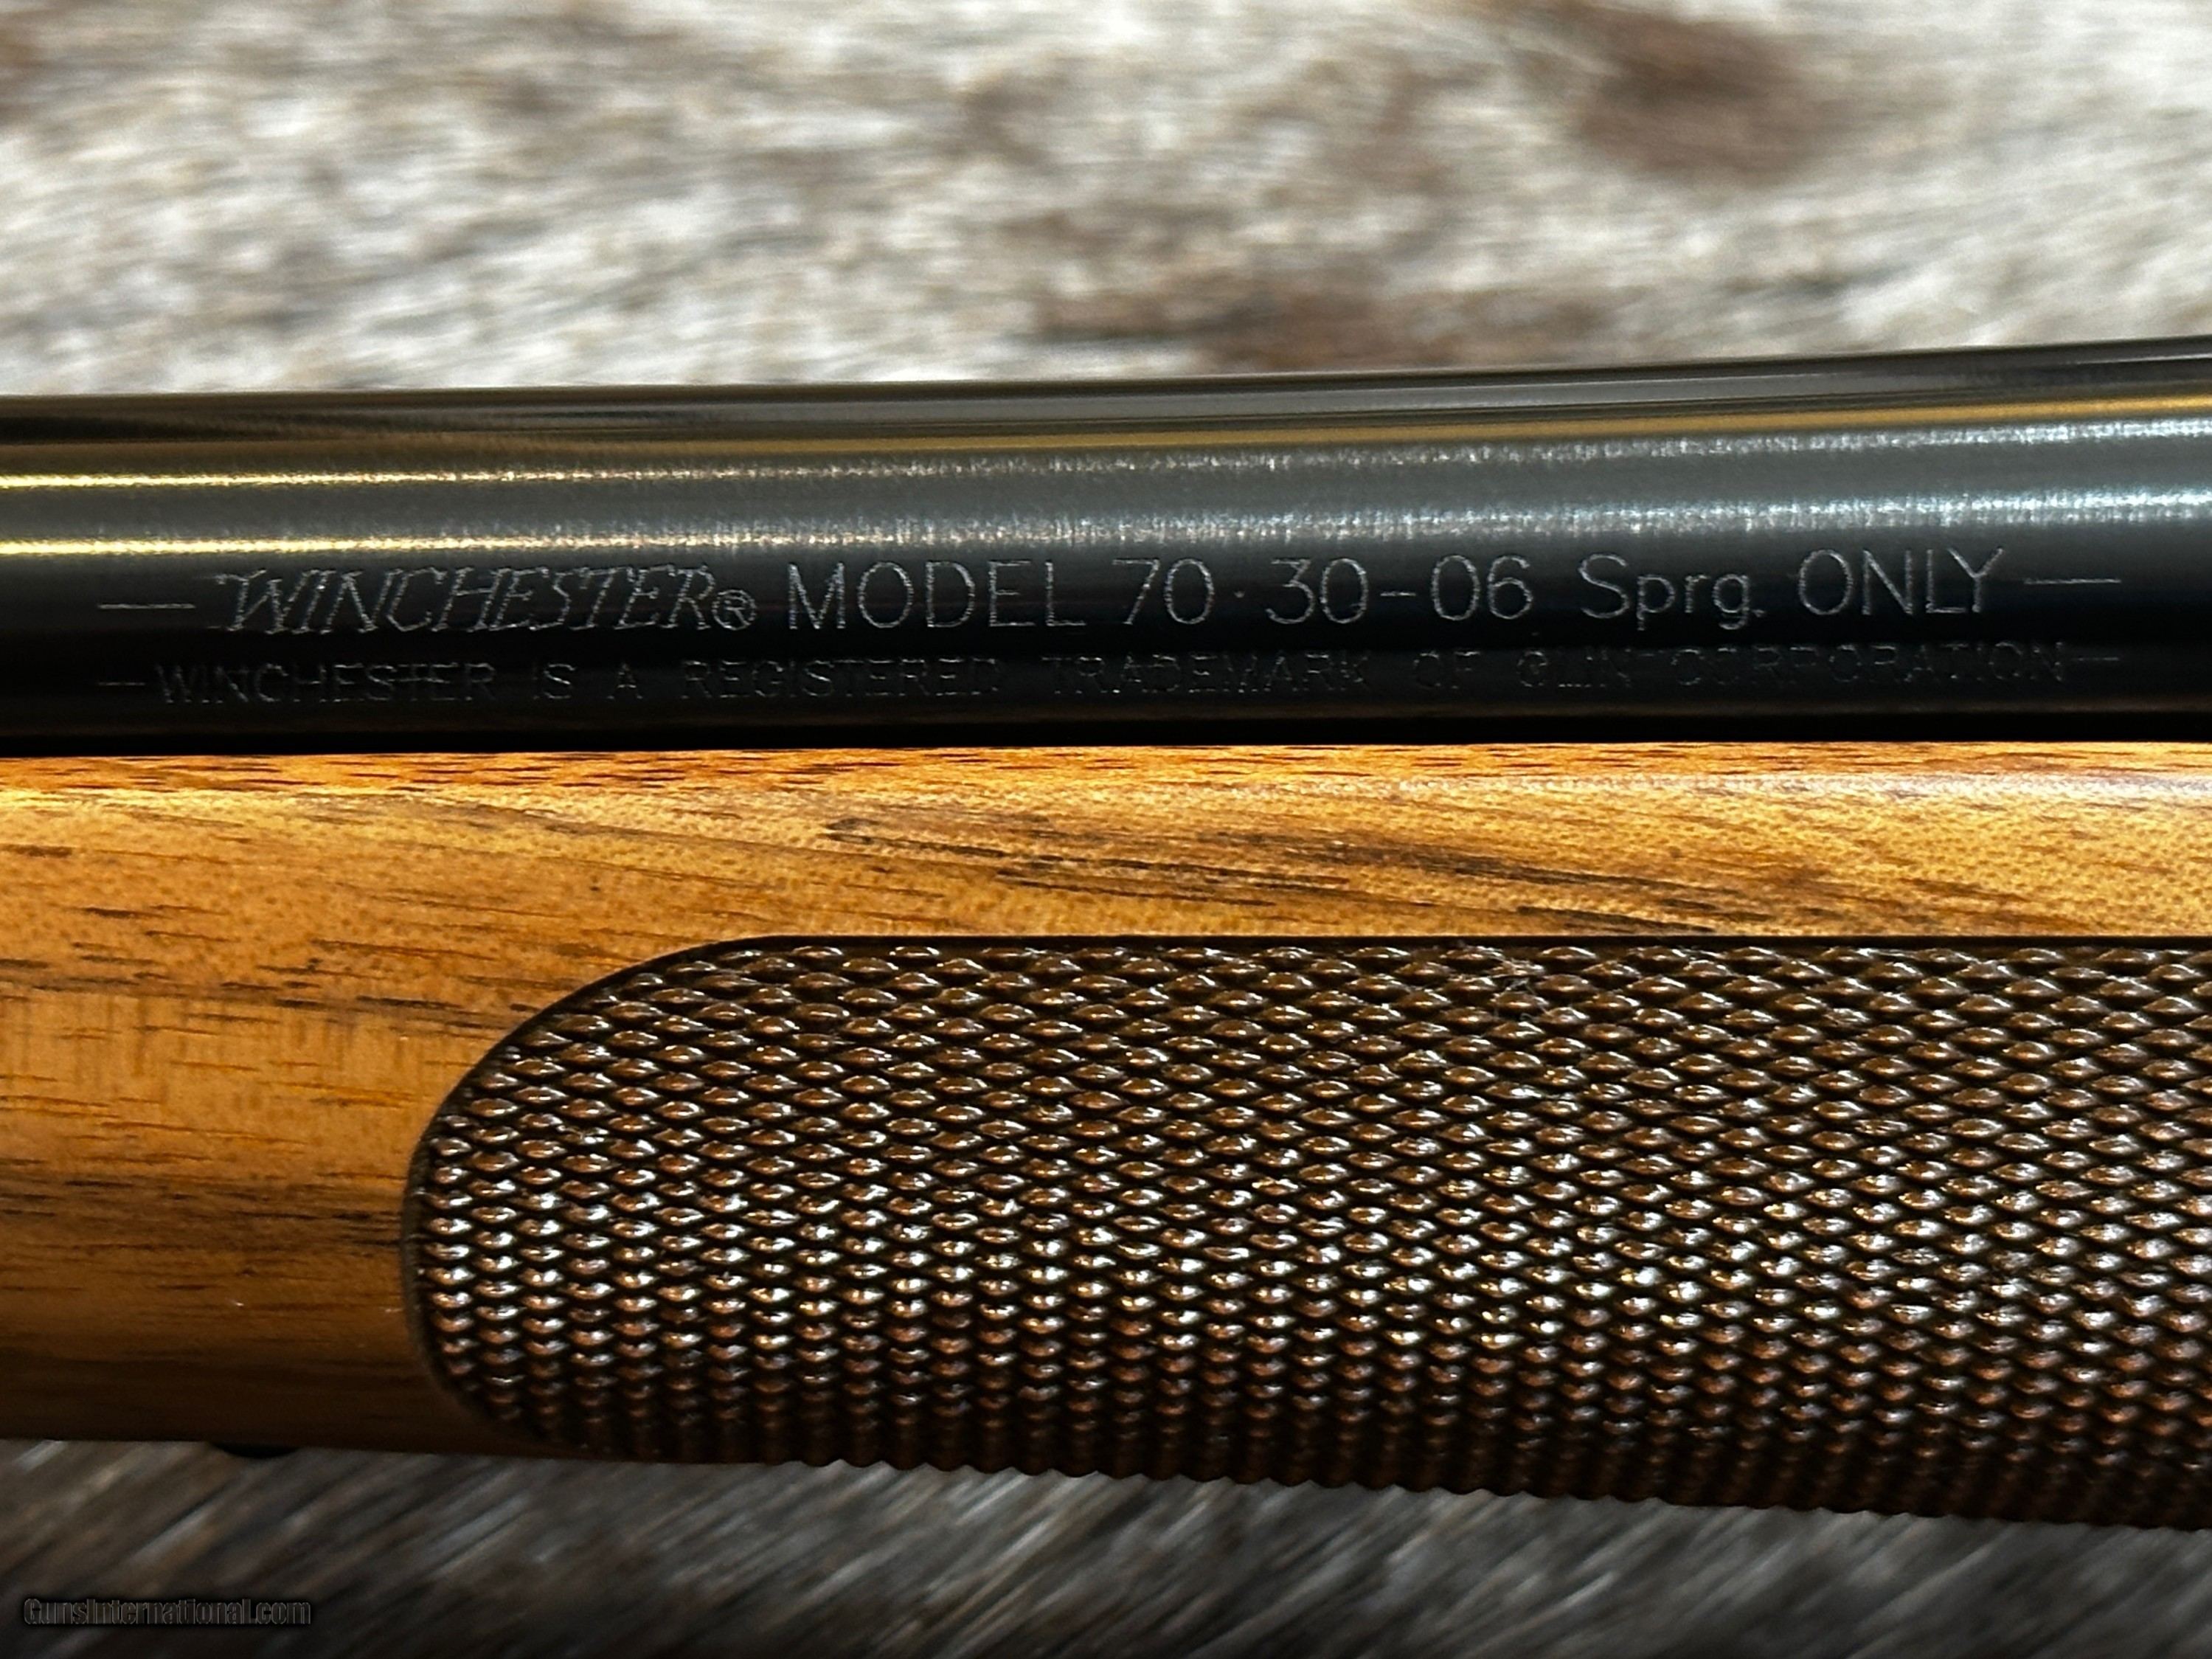 — WINCHESTER® MODEL 70 · 30-06 Sprg. ONLY —
— WINCHESTER IS A REGISTERED TRADEMARK OF OLIN CORPORATION —
GunsInternational.com